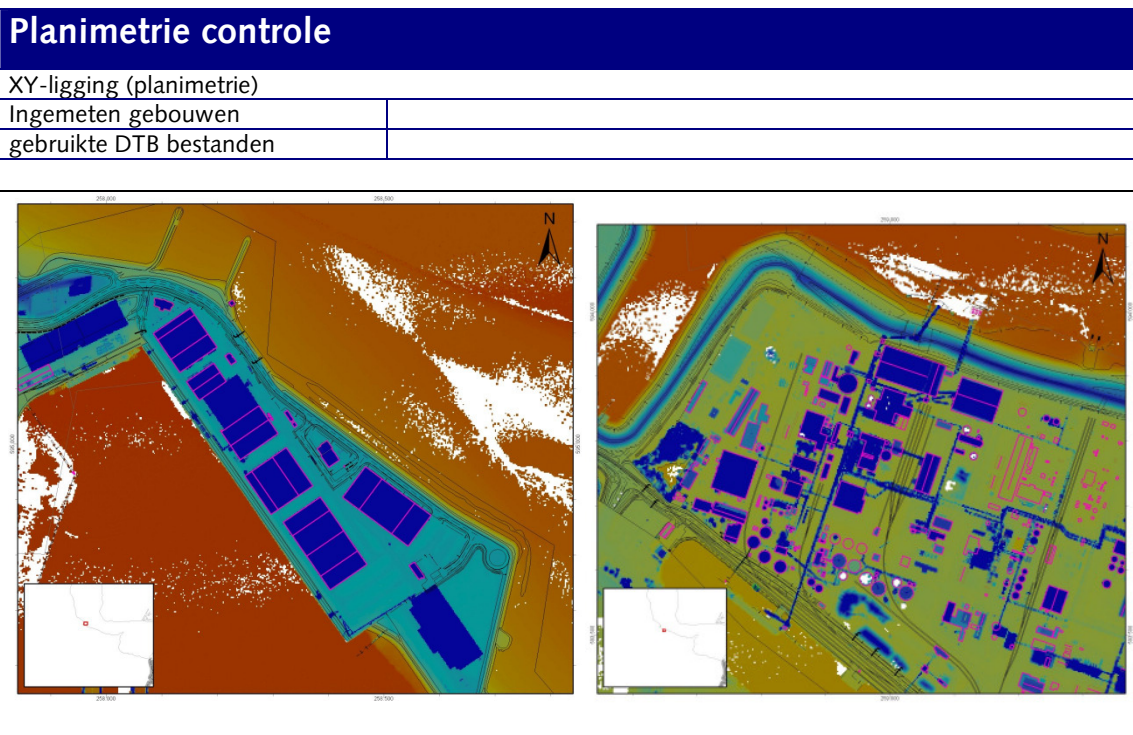 Planimetrie controle
XY-ligging (planimetrie)
Ingemeten gebouwen
gebruikte DTB bestanden
N
N